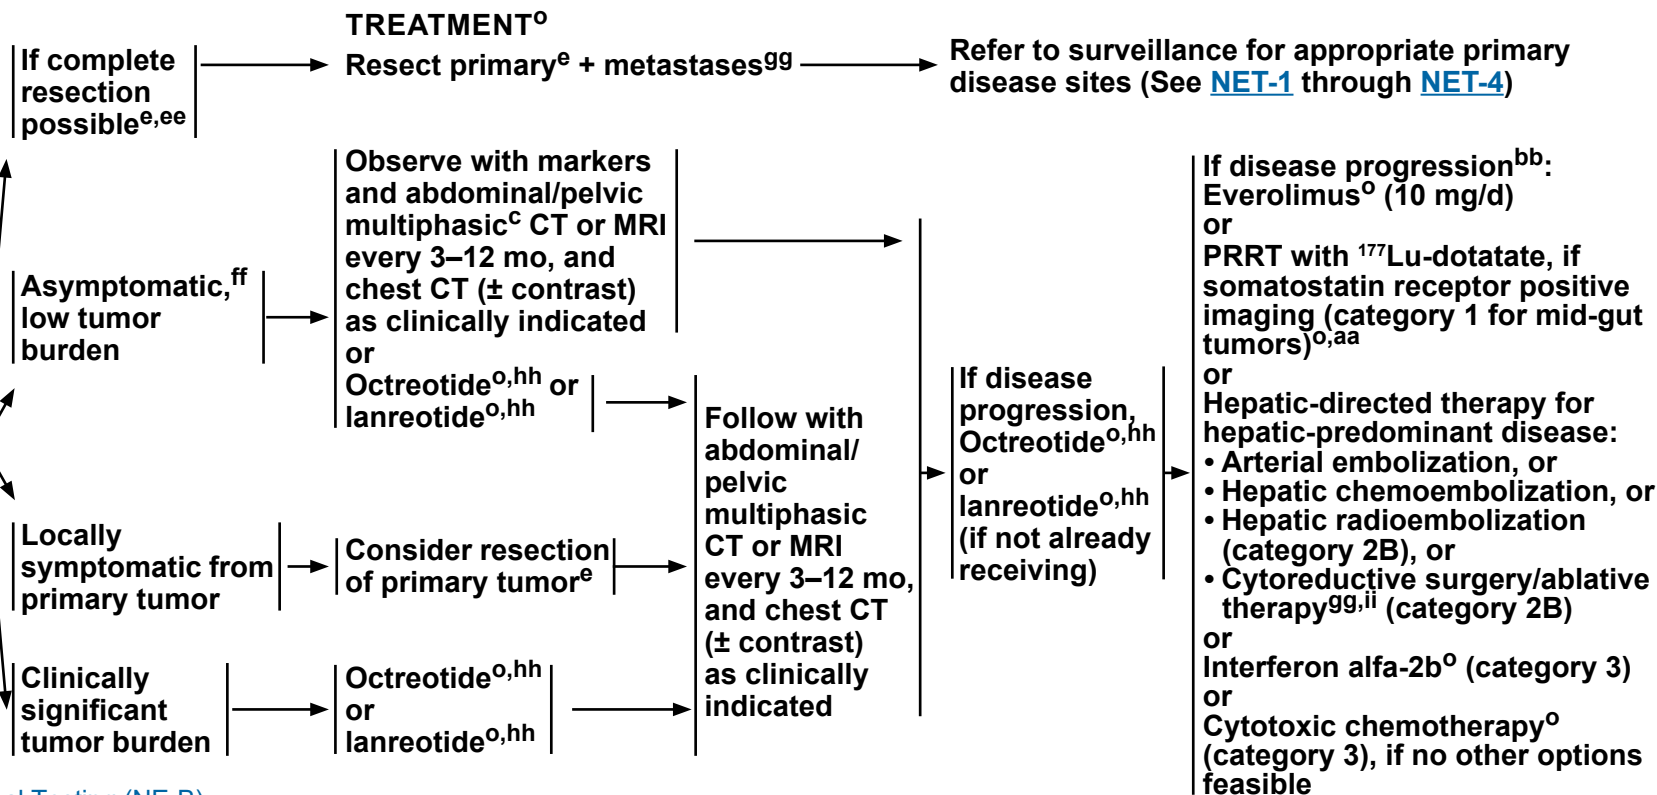 TREATMENTo
If complete
resection
possiblee,ee
Resect primarye + metastasesgg
Refer to surveillance for appropriate primary
disease sites (See NET-1 through NET-4)
Asymptomatic,ff
low tumor
burden
Observe with markers
and abdominal/pelvic
multiphasicc CT or MRI
every 3–12 mo, and
chest CT (± contrast)
as clinically indicated
or
Octreotideo,hh or
lanreotideo,hh
Locally
symptomatic from
primary tumor
Consider resection
of primary tumore
Clinically
significant
tumor burden
Octreotideo,hh
or
lanreotideo,hh
Follow with
abdominal/
pelvic
multiphasic
CT or MRI
every 3–12 mo,
and chest CT
(± contrast)
as clinically
indicated
If disease
progression,
Octreotideo,hh
or
lanreotideo,hh
(if not already
receiving)
If disease progressionbb:
Everolimuso (10 mg/d)
or
PRRT with 177Lu-dotatate, if
somatostatin receptor positive
imaging (category 1 for mid-gut
tumors)o,aa
or
Hepatic-directed therapy for
hepatic-predominant disease:
• Arterial embolization, or
• Hepatic chemoembolization, or
• Hepatic radioembolization
(category 2B), or
• Cytoreductive surgery/ablative
therapygg,ii (category 2B)
or
Interferon alfa-2bo (category 3)
or
Cytotoxic chemotherapyo
(category 3), if no other options
feasible